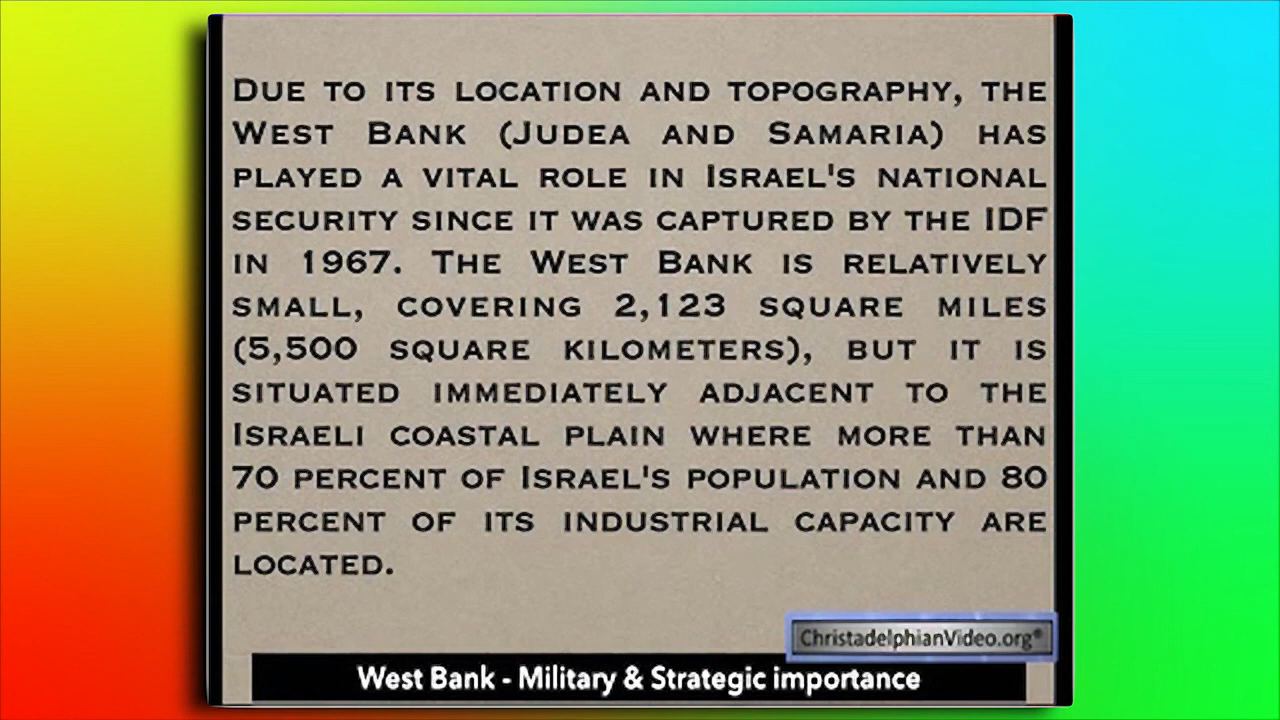 Due to its location and topography, the
West Bank (Judea and Samaria) has
played a vital role in Israel's national
security since it was captured by the IDF
in 1967. The West Bank is relatively
small, covering 2,123 square miles
(5,500 square kilometers), but it is
situated immediately adjacent to the
Israeli coastal plain where more than
70 percent of Israel's population and 80
percent of its industrial capacity are
located.
ChristadelphianVideo.org®
West Bank - Military & Strategic importance